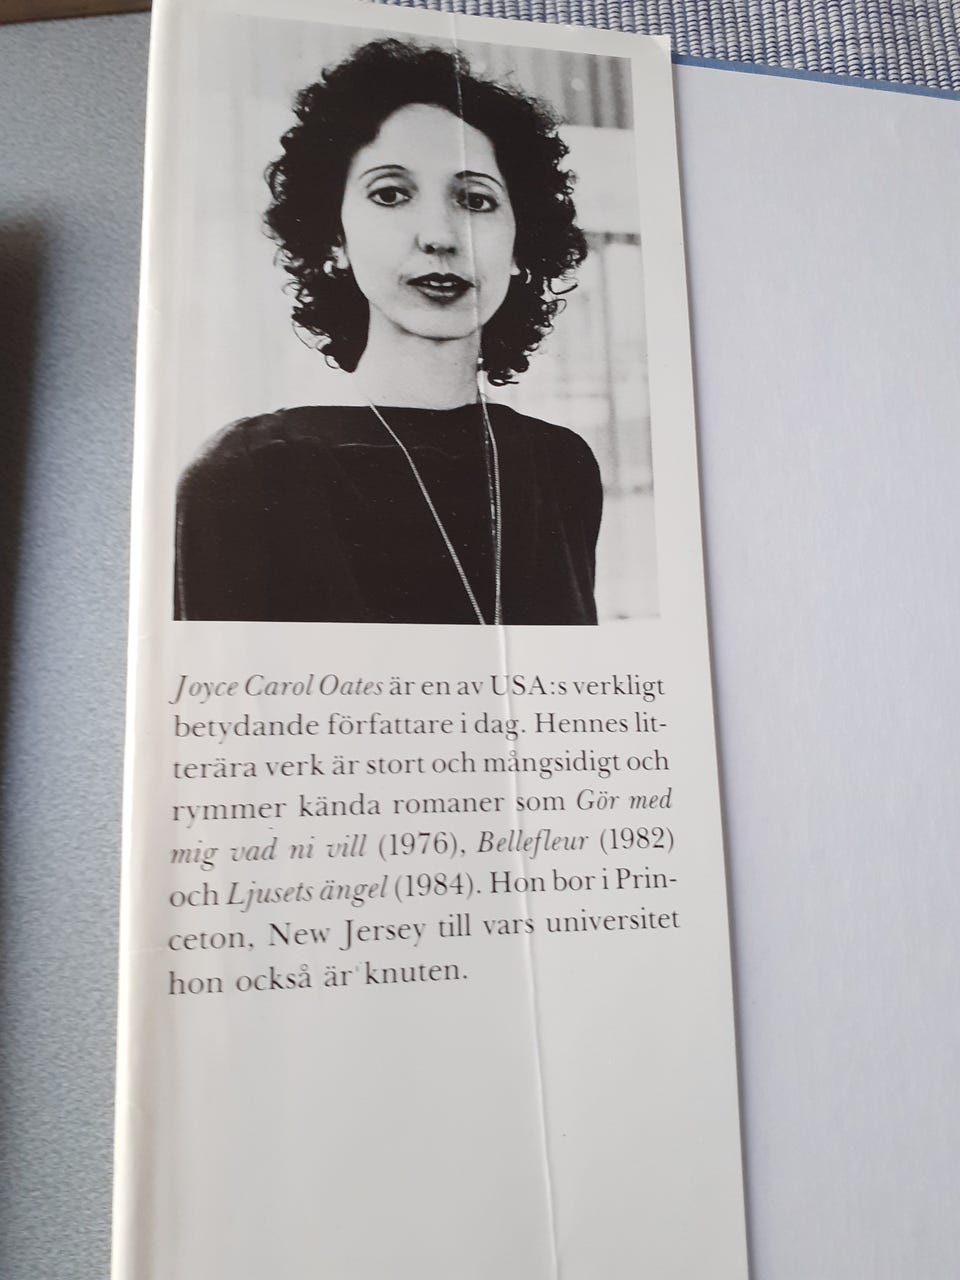 Joyce Carol Oates är en av USA:s verkligt
betydande författare i dag. Hennes lit-
terära verk är stort och mångsidigt och
rymmer kända romaner som Gör med
mig vad ni vill (1976), Bellefleur (1982)
och Ljusets ängel (1984). Hon bor i Prin-
ceton, New Jersey till vars universitet
hon också är knuten.